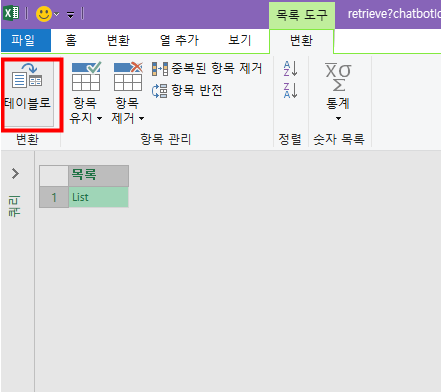 목록 도구
retrieve?chatbotId
파일
홈
변환
열 추가
보기
변환
테이블로
항목
유지
항목
제거
중복된 항목 제거
항목 반전
통계
변환
항목 관리
정렬
숫자 목록
쿼리
목록
1
List